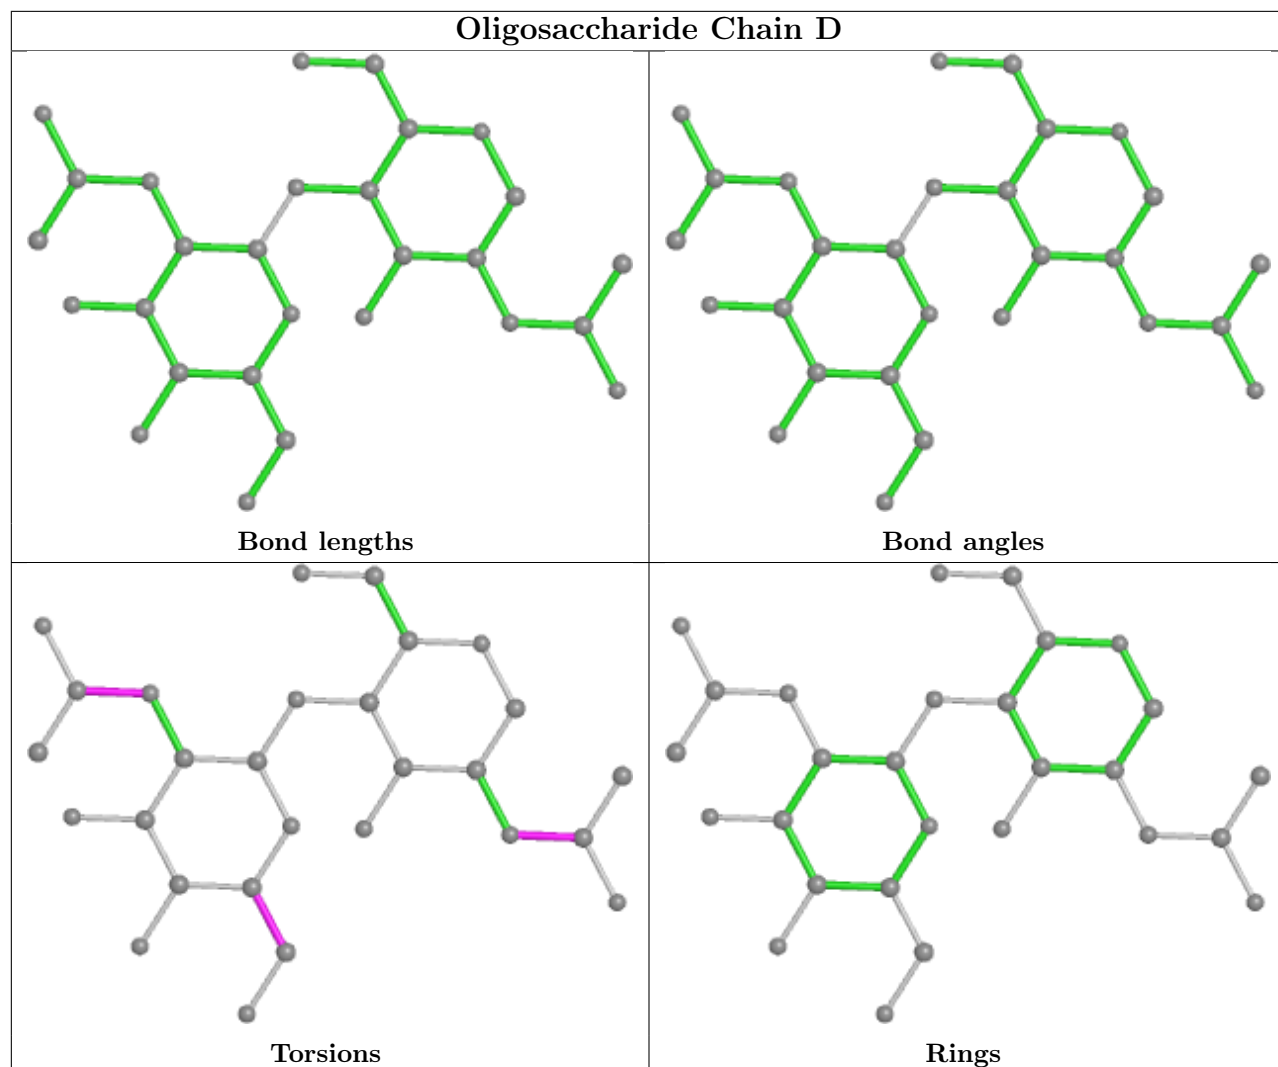 Oligosaccharide Chain D
Bond lengths
Bond angles
Torsions
Rings